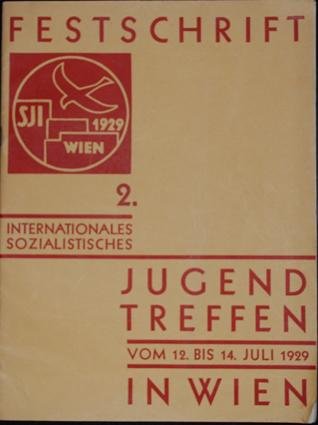 FESTSCHRIFT
SJI
1929
WIEN
2.
INTERNATIONALES
SOZIALISTISCHES
JUGEND
TREFFEN
VOM 12. BIS 14. JULI 1929
IN WIEN